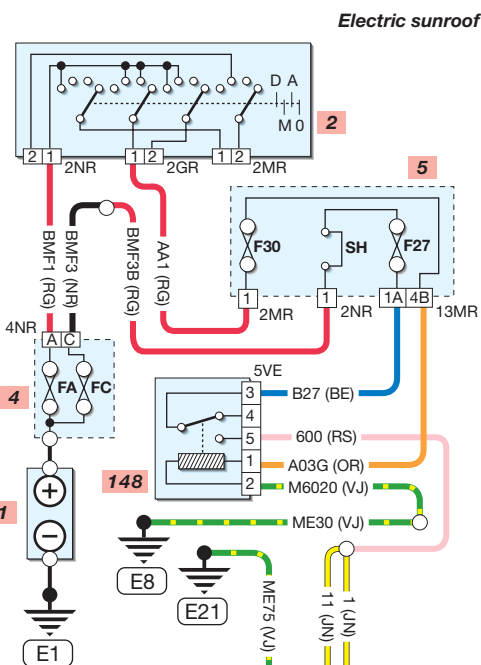 Electric sunroof
D A
M 0
2
2 1 2NR
1 2 2GR
1 2 2MR
5
BMF1 (RG)
BMF3 (NR)
BMF3B (RG)
AA1 (RG)
F30
SH
F27
1 2MR
1 2NR
1A 4B 13MR
4NR A C
FA FC
4
5VE
3 B27 (BE)
4
5 600 (RS)
1 A03G (OR)
2 M6020 (VJ)
148
ME30 (VJ)
+
1
−
E8
E21
E1
ME75 (VJ)
11 (JN)
1 (JN)